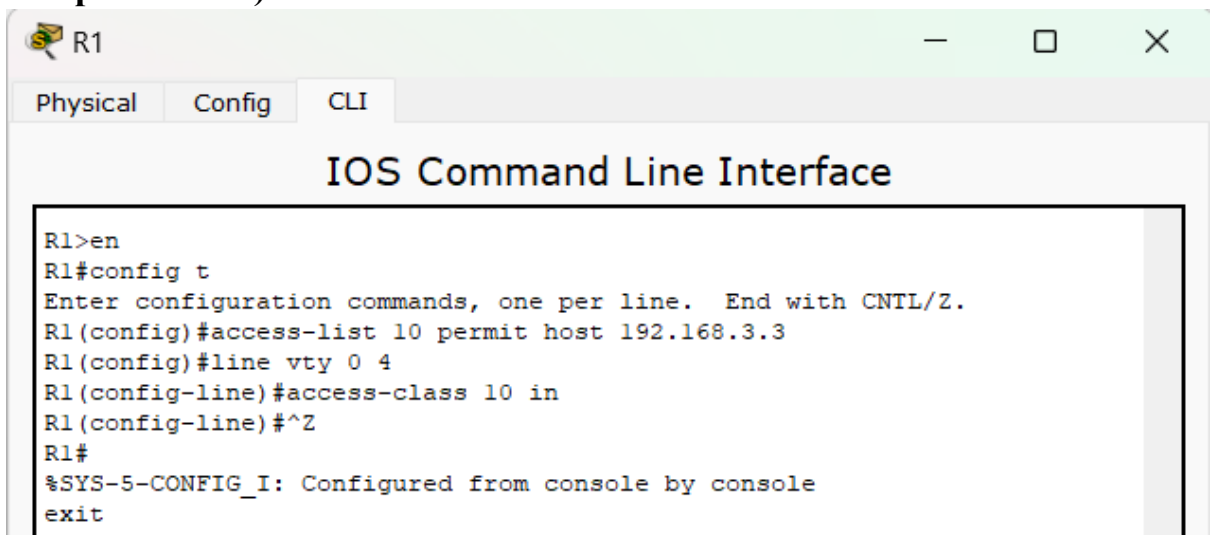 R1
Physical Config CLI
IOS Command Line Interface
R1>en
R1#config t
Enter configuration commands, one per line.  End with CNTL/Z.
R1(config)#access-list 10 permit host 192.168.3.3
R1(config)#line vty 0 4
R1(config-line)#access-class 10 in
R1(config-line)#^Z
R1#
%SYS-5-CONFIG_I: Configured from console by console
exit